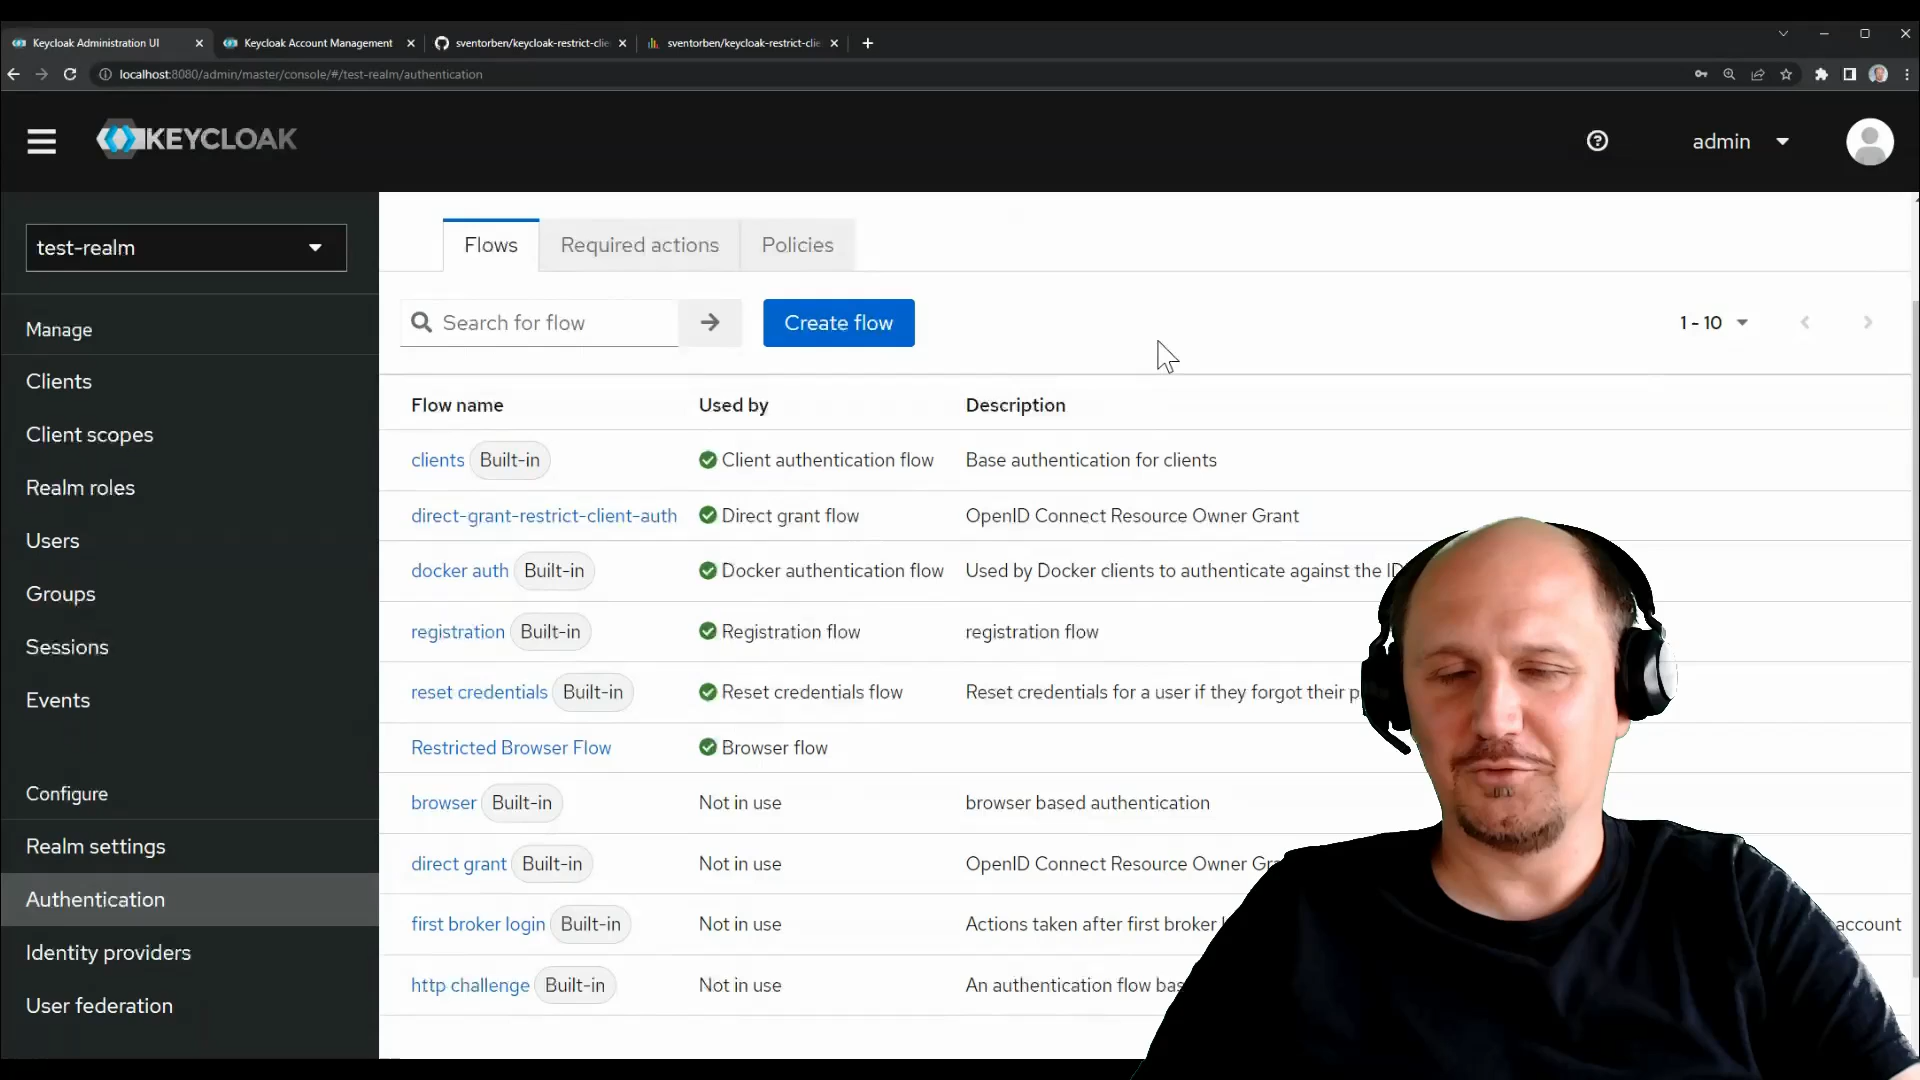 Keycloak Administration UI
Keycloak Account Management
sventorben/keycloak-restrict-clie
sventorben/keycloak-restrict-clie
localhost:8080/admin/master/console/#/test-realm/authentication
KEYCLOAK
admin
test-realm
Manage
Clients
Client scopes
Realm roles
Users
Groups
Sessions
Events
Configure
Realm settings
Authentication
Identity providers
User federation
Flows Required actions Policies
Search for flow Create flow 1 - 10
Flow name Used by Description
clients Built-in Client authentication flow Base authentication for clients
direct-grant-restrict-client-auth Direct grant flow OpenID Connect Resource Owner Grant
docker auth Built-in Docker authentication flow Used by Docker clients to authenticate against the ID
registration Built-in Registration flow registration flow
reset credentials Built-in Reset credentials flow Reset credentials for a user if they forgot their p
Restricted Browser Flow Browser flow
browser Built-in Not in use browser based authentication
direct grant Built-in Not in use OpenID Connect Resource Owner Gra
first broker login Built-in Not in use Actions taken after first broker account
http challenge Built-in Not in use An authentication flow bas